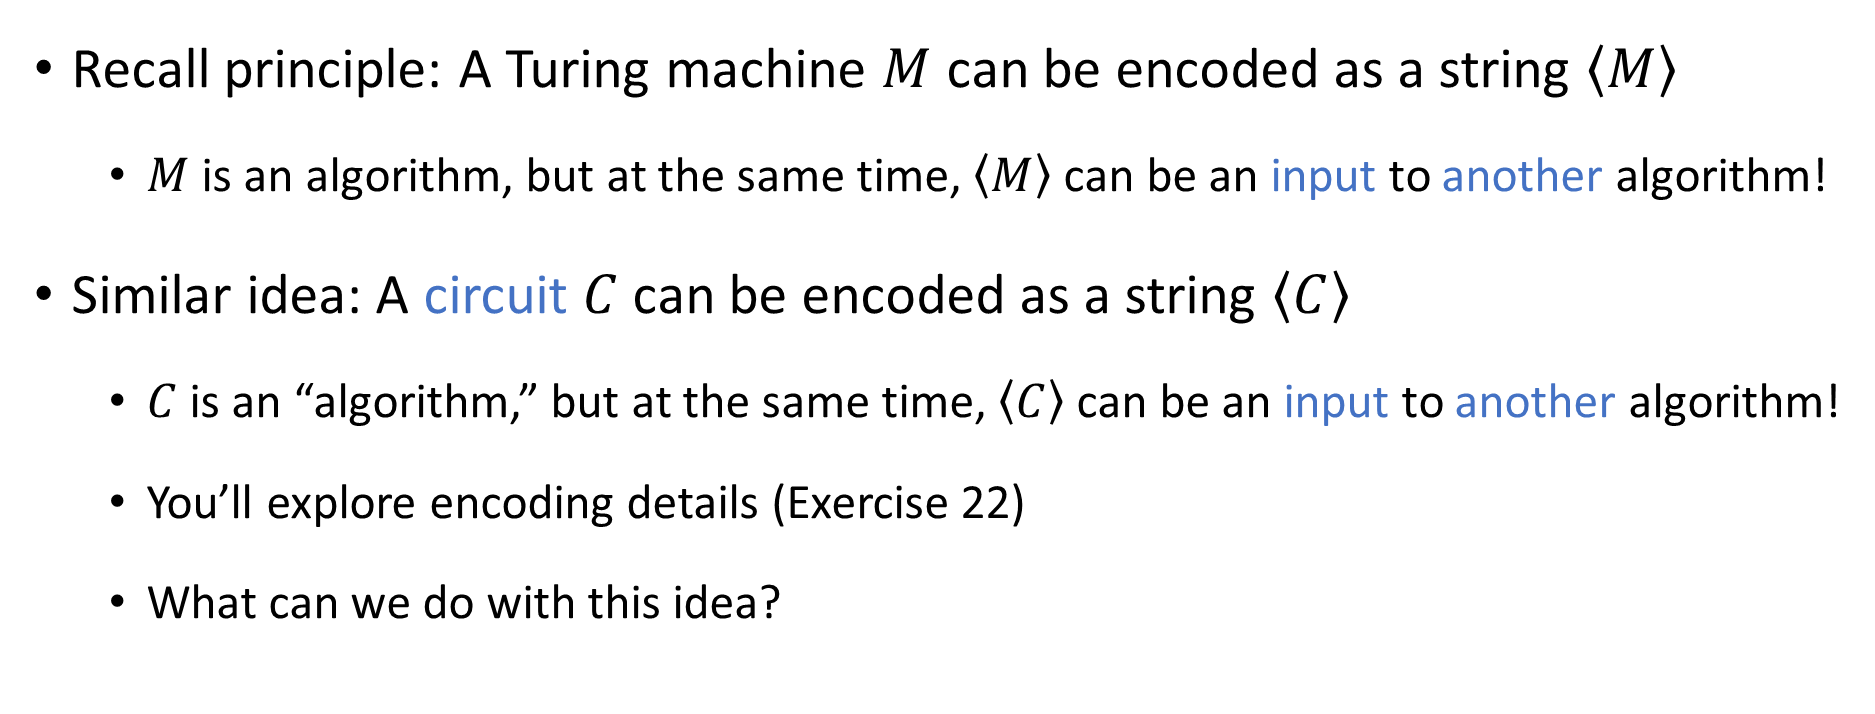 • Recall principle: A Turing machine 𝑀 can be encoded as a string ⟨𝑀⟩
• 𝑀 is an algorithm, but at the same time, ⟨𝑀⟩ can be an input to another algorithm!
• Similar idea: A circuit 𝐶 can be encoded as a string ⟨𝐶⟩
• 𝐶 is an “algorithm,” but at the same time, ⟨𝐶⟩ can be an input to another algorithm!
• You’ll explore encoding details (Exercise 22)
• What can we do with this idea?